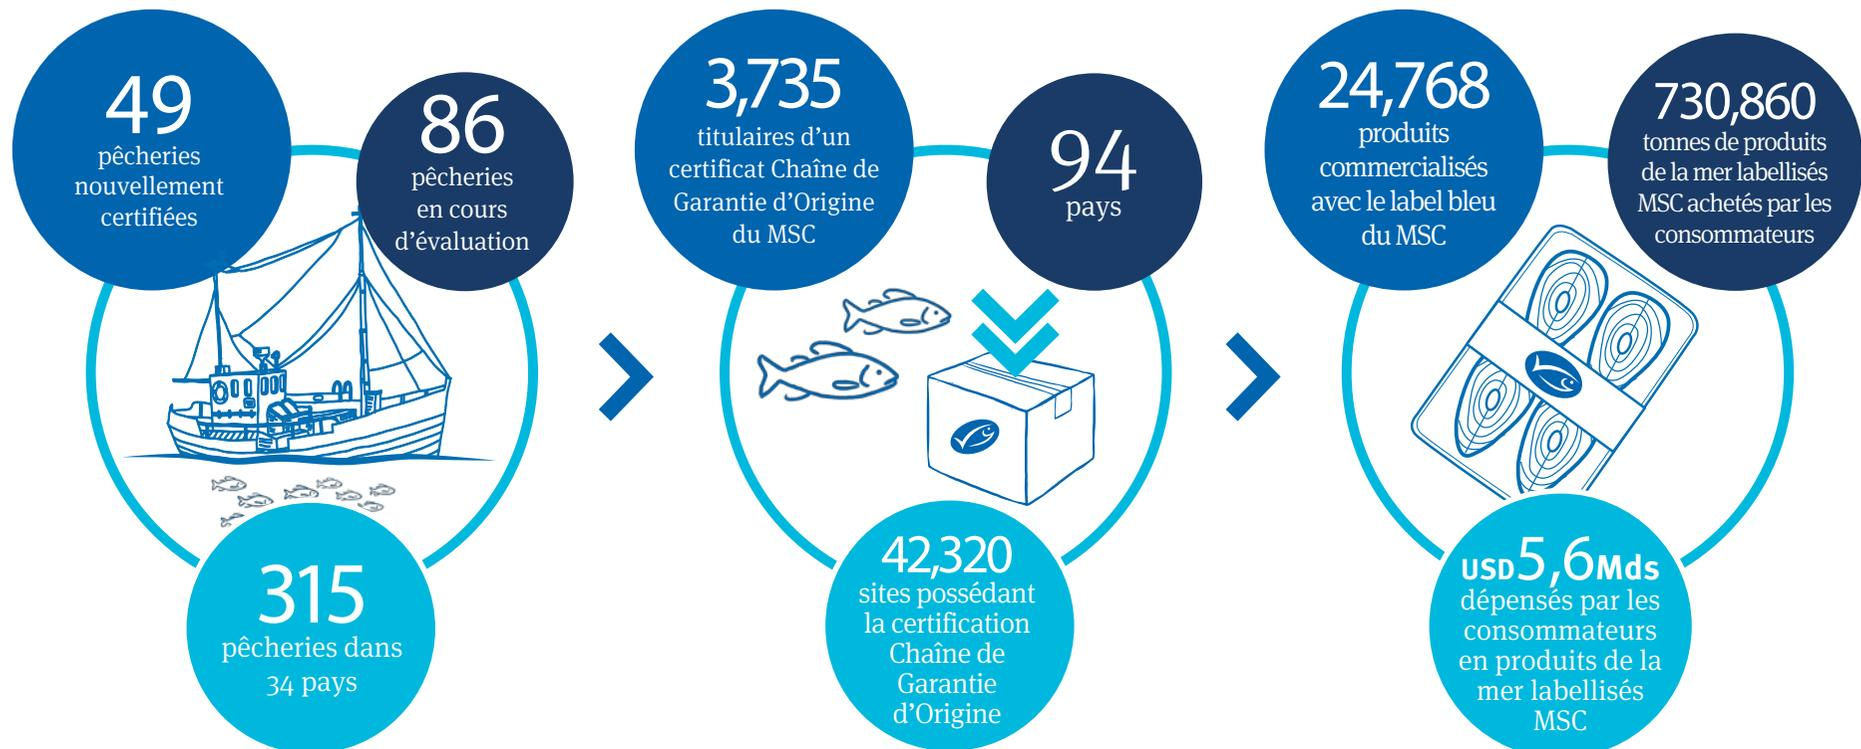 49
pêcheries
nouvellement
certifiées
86
pêcheries
en cours
d’évaluation
315
pêcheries dans
34 pays
3,735
titulaires d’un
certificat Chaîne de
Garantie d’Origine
du MSC
94
pays
42,320
sites possédant
la certification
Chaîne de
Garantie
d’Origine
24,768
produits
commercialisés
avec le label bleu
du MSC
730,860
tonnes de produits
de la mer labellisés
MSC achetés par les
consommateurs
USD5,6Mds
dépensés par les
consommateurs
en produits de la
mer labellisés
MSC